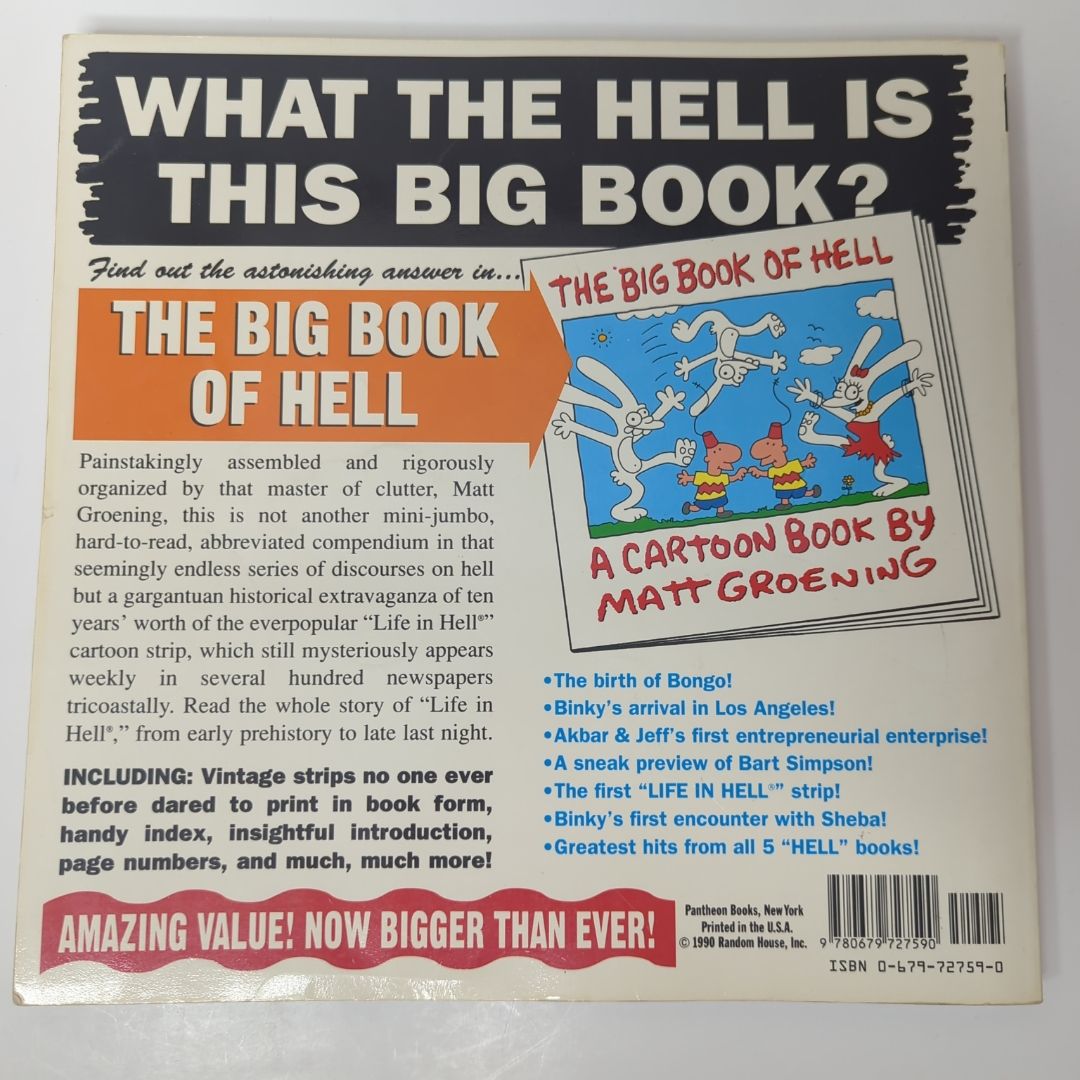 WHAT THE HELL IS
THIS BIG BOOK?
Find out the astonishing answer in...
THE BIG BOOK
OF HELL
THE BIG BOOK OF HELL
A CARTOON BOOK BY
MATT GROENING
Painstakingly assembled and rigorously
organized by that master of clutter, Matt
Groening, this is not another mini-jumbo,
hard-to-read, abbreviated compendium in that
seemingly endless series of discourses on hell
but a gargantuan historical extravaganza of ten
years’ worth of the everpopular “Life in Hell®”
cartoon strip, which still mysteriously appears
weekly in several hundred newspapers
tricoastally. Read the whole story of “Life in
Hell®,” from early prehistory to late last night.
INCLUDING: Vintage strips no one ever
before dared to print in book form,
handy index, insightful introduction,
page numbers, and much, much more!
•The birth of Bongo!
•Binky’s arrival in Los Angeles!
•Akbar & Jeff’s first entrepreneurial enterprise!
•A sneak preview of Bart Simpson!
•The first “LIFE IN HELL®” strip!
•Binky’s first encounter with Sheba!
•Greatest hits from all 5 “HELL” books!
AMAZING VALUE! NOW BIGGER THAN EVER!
Pantheon Books, New York
Printed in the U.S.A.
© 1990 Random House, Inc.
9 780679 727590
ISBN 0-679-72759-0